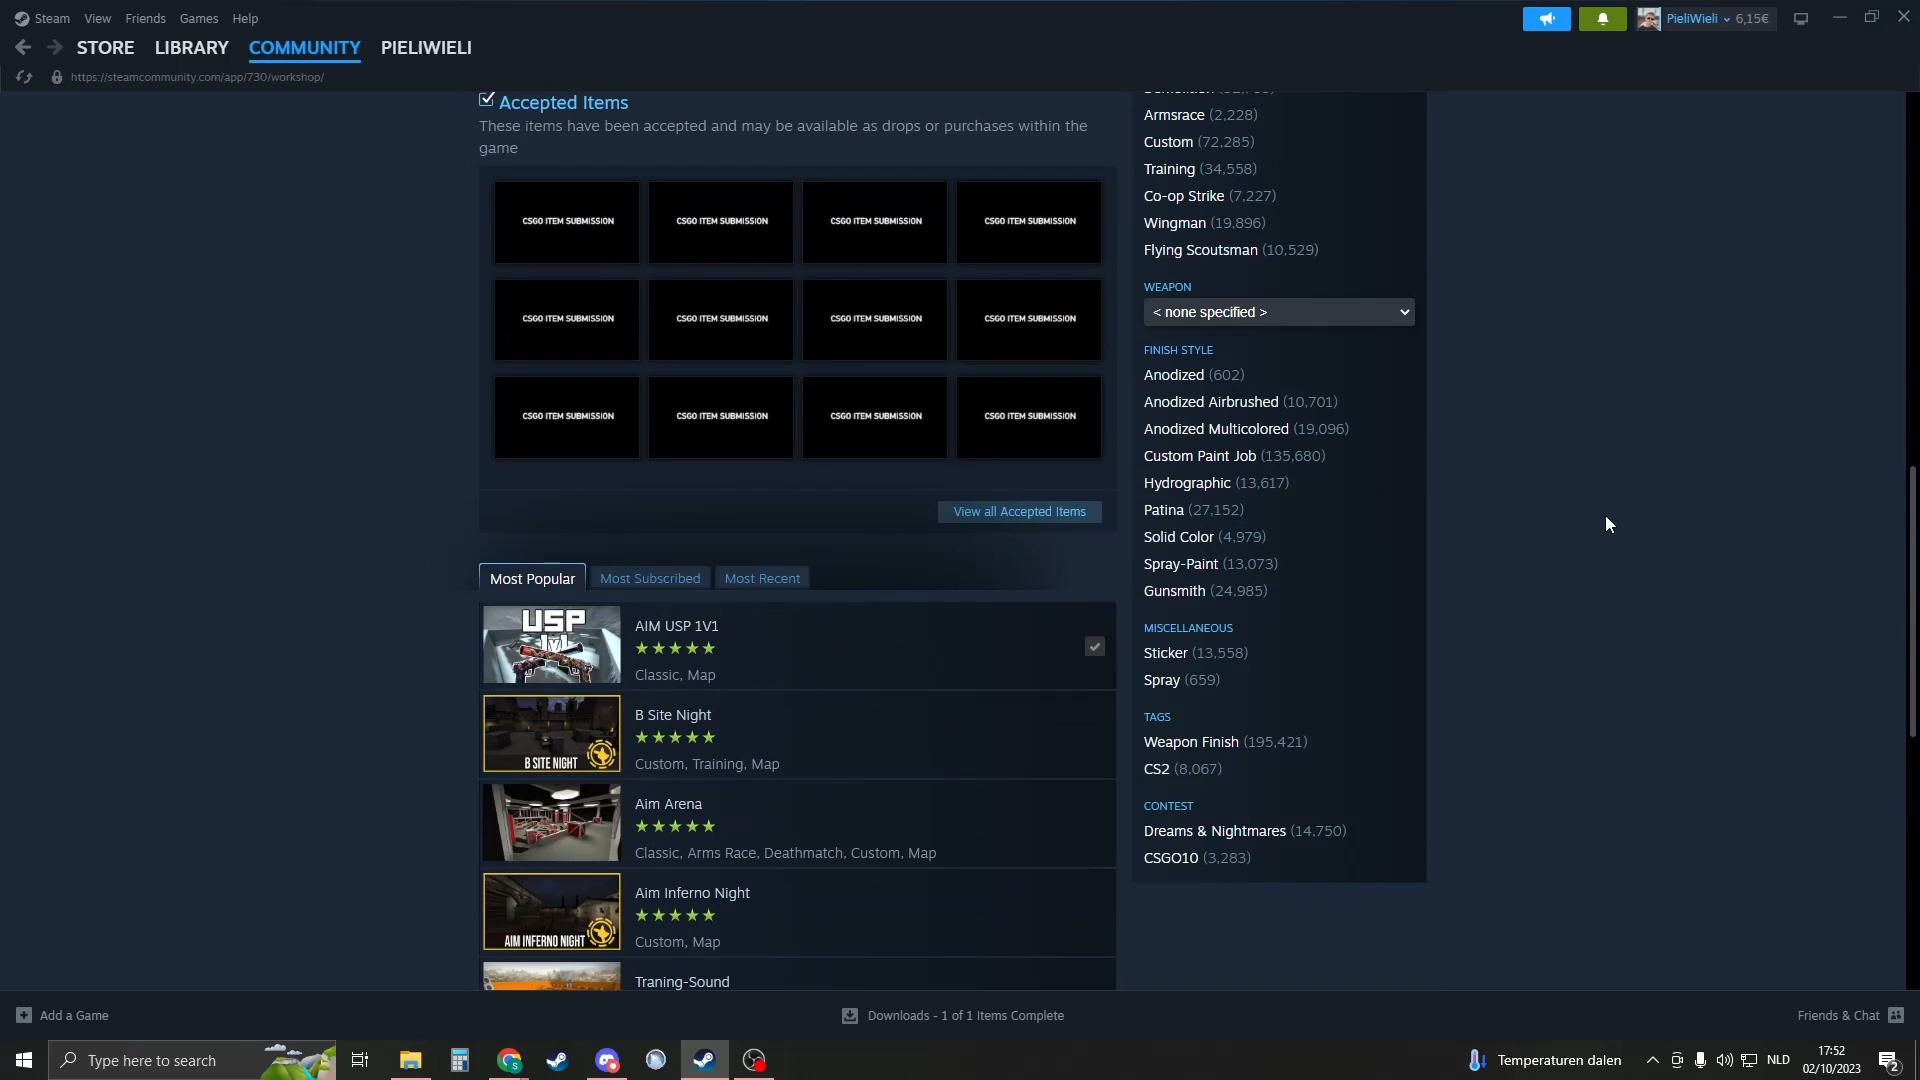 Steam View Friends Games Help
PieliWieli 6,15€
STORE LIBRARY COMMUNITY PIELIWIELI
https://steamcommunity.com/app/730/workshop/
Accepted Items
These items have been accepted and may be available as drops or purchases within the
game
CSGO ITEM SUBMISSION CSGO ITEM SUBMISSION CSGO ITEM SUBMISSION CSGO ITEM SUBMISSION
CSGO ITEM SUBMISSION CSGO ITEM SUBMISSION CSGO ITEM SUBMISSION CSGO ITEM SUBMISSION
CSGO ITEM SUBMISSION CSGO ITEM SUBMISSION CSGO ITEM SUBMISSION CSGO ITEM SUBMISSION
View all Accepted Items
Most Popular Most Subscribed Most Recent
USP
1v1
AIM USP 1V1
Classic, Map
B SITE NIGHT
B Site Night
Custom, Training, Map
Aim Arena
Classic, Arms Race, Deathmatch, Custom, Map
AIM INFERNO NIGHT
Aim Inferno Night
Custom, Map
Traning-Sound
Armsrace (2,228)
Custom (72,285)
Training (34,558)
Co-op Strike (7,227)
Wingman (19,896)
Flying Scoutsman (10,529)
WEAPON
< none specified >
FINISH STYLE
Anodized (602)
Anodized Airbrushed (10,701)
Anodized Multicolored (19,096)
Custom Paint Job (135,680)
Hydrographic (13,617)
Patina (27,152)
Solid Color (4,979)
Spray-Paint (13,073)
Gunsmith (24,985)
MISCELLANEOUS
Sticker (13,558)
Spray (659)
TAGS
Weapon Finish (195,421)
CS2 (8,067)
CONTEST
Dreams & Nightmares (14,750)
CSGO10 (3,283)
Add a Game
Downloads - 1 of 1 Items Complete
Friends & Chat
Type here to search
Temperaturen dalen
NLD
17:52
02/10/2023
2